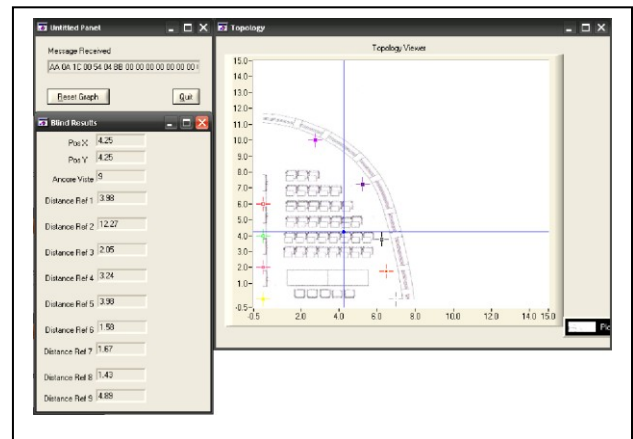 Untitled Panel
Message Received
AA 0A 1C 00 54 04 BB 00 00 00 00 00 00 00
Reset Graph
Quit
Blind Results
Pos X 4.25
Pos Y 4.25
Ancore Viste 9
Distance Ref 1 3.98
Distance Ref 2 12.27
Distance Ref 3 2.05
Distance Ref 4 3.24
Distance Ref 5 3.98
Distance Ref 6 1.58
Distance Ref 7 1.67
Distance Ref 8 1.43
Distance Ref 9 4.89
Topology
Topology Viewer
15.0
14.0
13.0
12.0
11.0
10.0
9.0
8.0
7.0
6.0
5.0
4.0
3.0
2.0
1.0
-0.5
-0.5 2.0 4.0 6.0 8.0 10.0 12.0 14.0 15.0